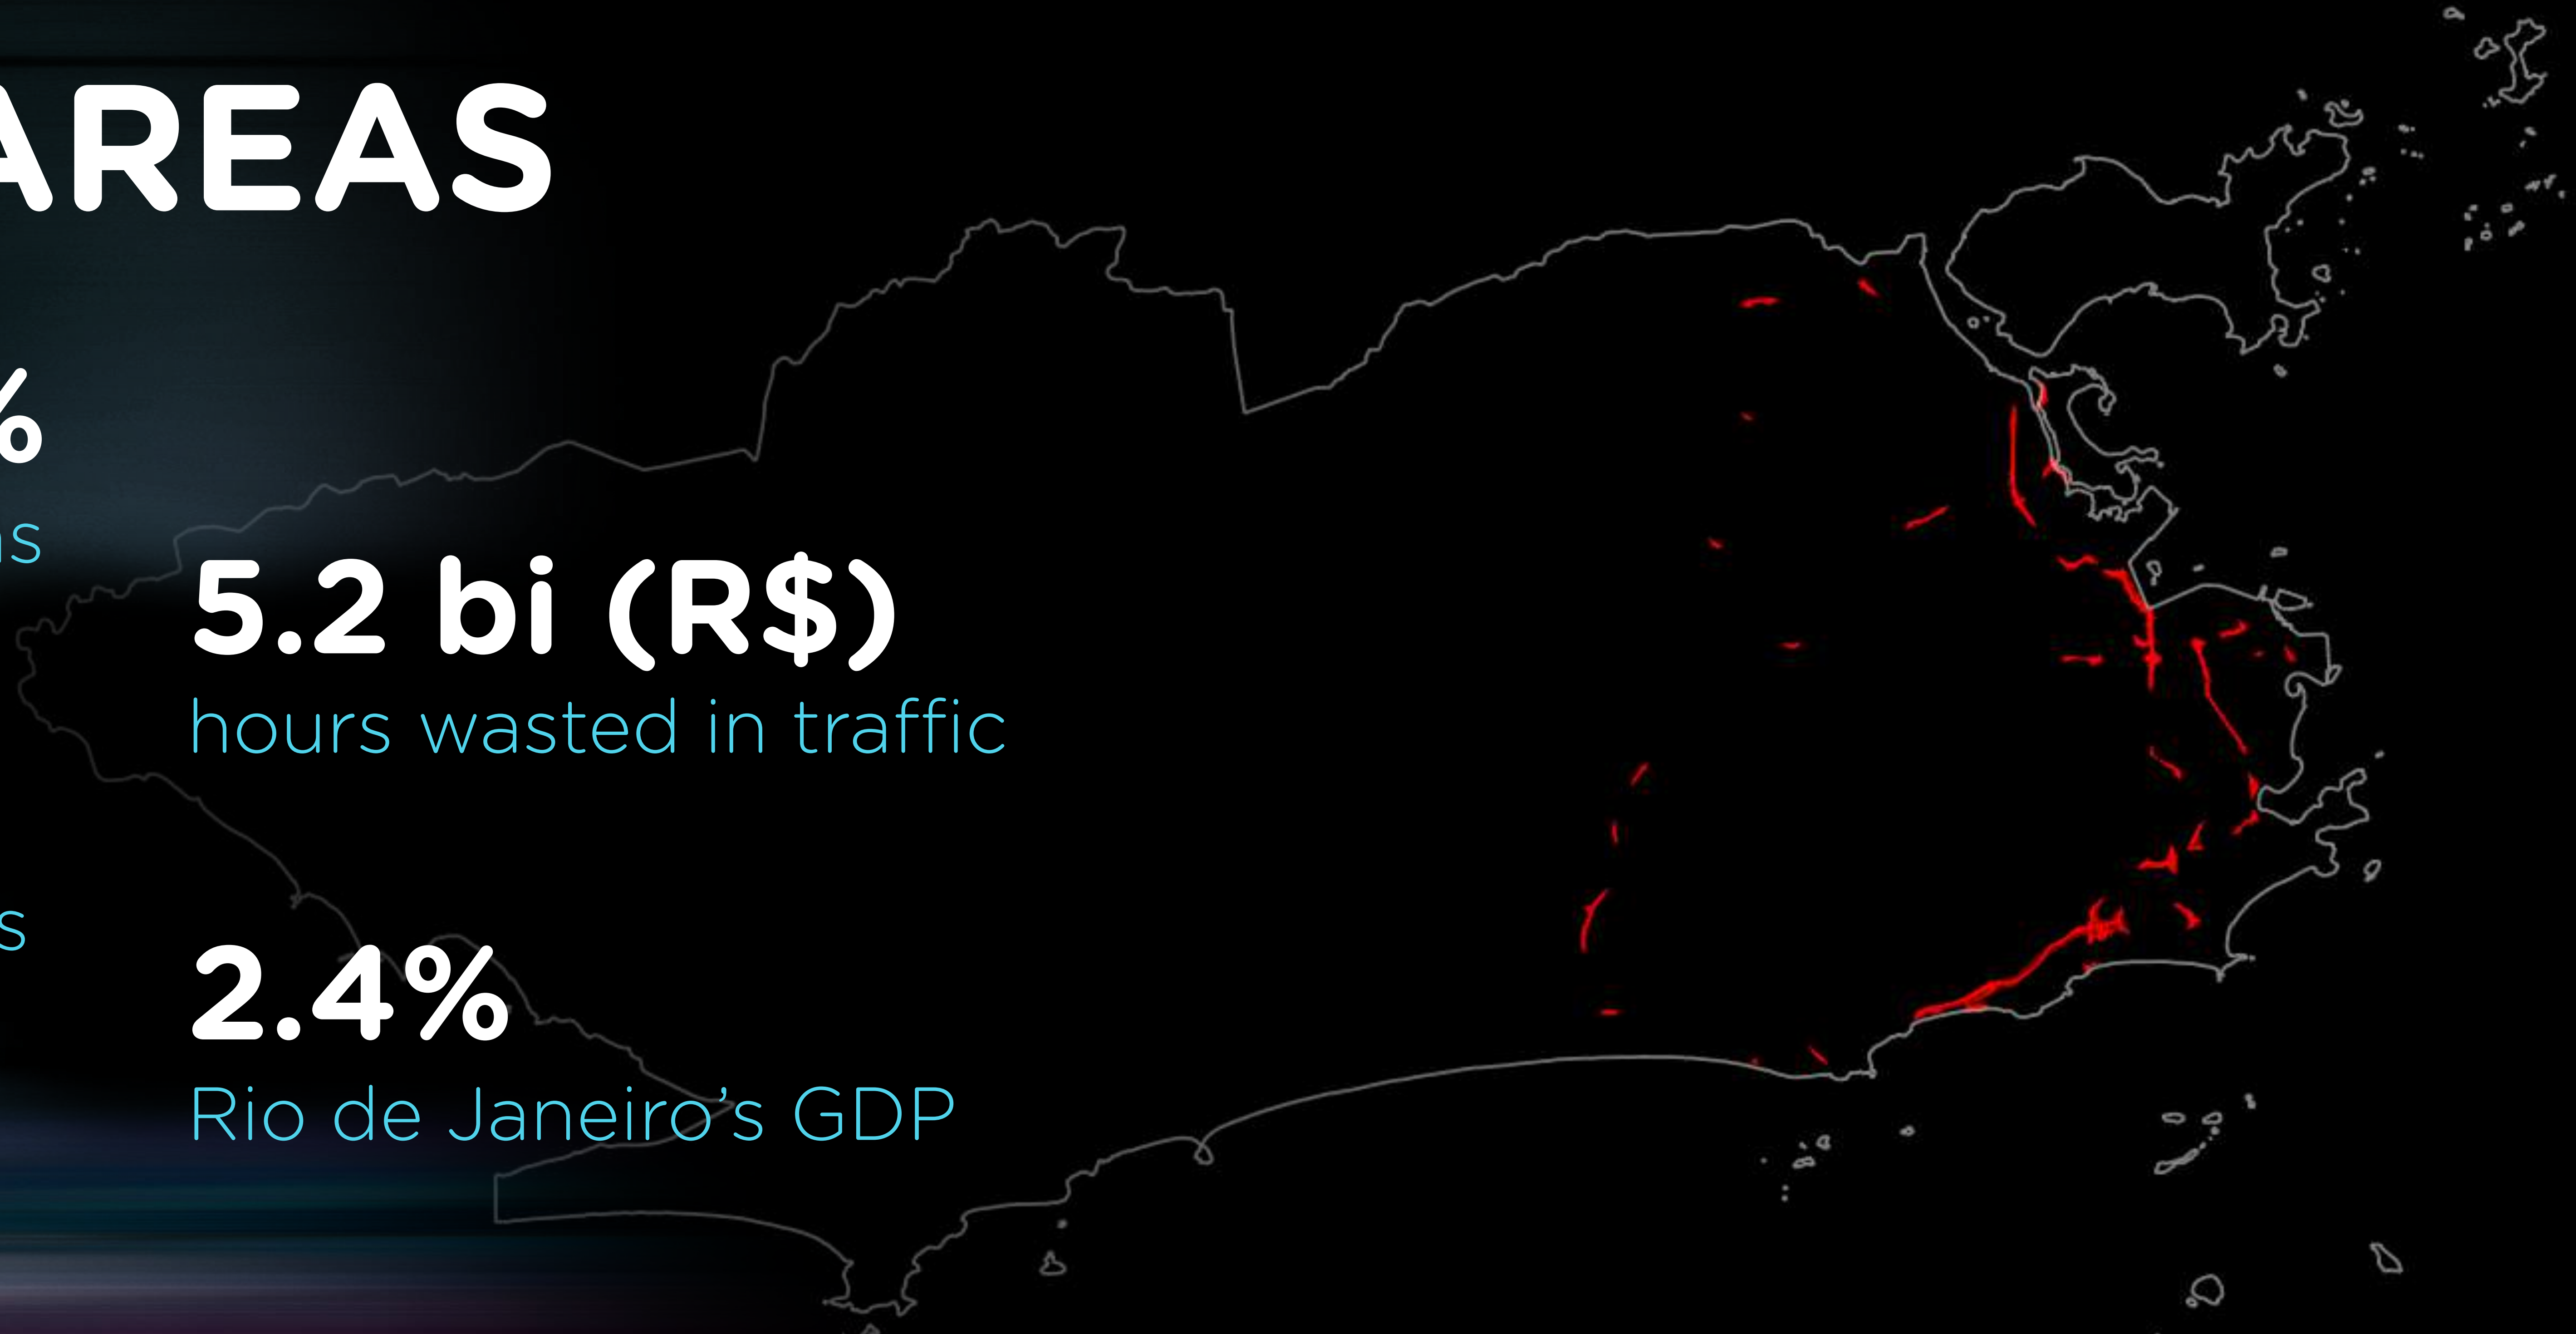 AREAS
%
5.2 bi (R$)
hours wasted in traffic
2.4%
Rio de Janeiro’s GDP